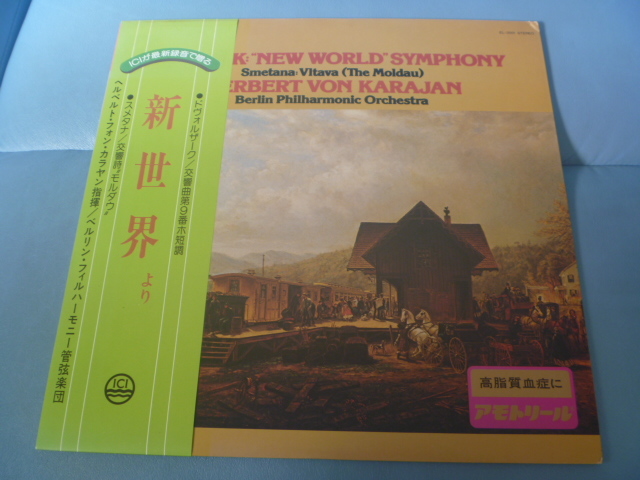 ICIが最新録音で贈る
●ドヴォルザーク/交響曲第9番ホ短調
新世界より
●スメタナ/交響詩“モルダウ”
ヘルベルト・フォン・カラヤン指揮/ベルリン・フィルハーモニー管弦楽団
ICI
K: "NEW WORLD" SYMPHONY
Smetana: Vltava (The Moldau)
ERBERT VON KARAJAN
Berlin Philharmonic Orchestra
高脂質血症に
アモトリール